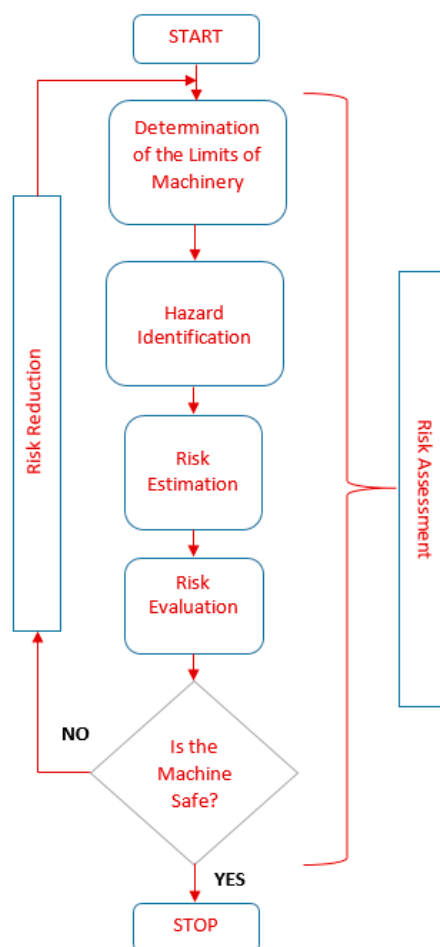 START
Determination
of the Limits of
Machinery
Hazard
Identification
Risk
Estimation
Risk
Evaluation
Is the
Machine
Safe?
NO
YES
STOP
Risk Reduction
Risk Assessment